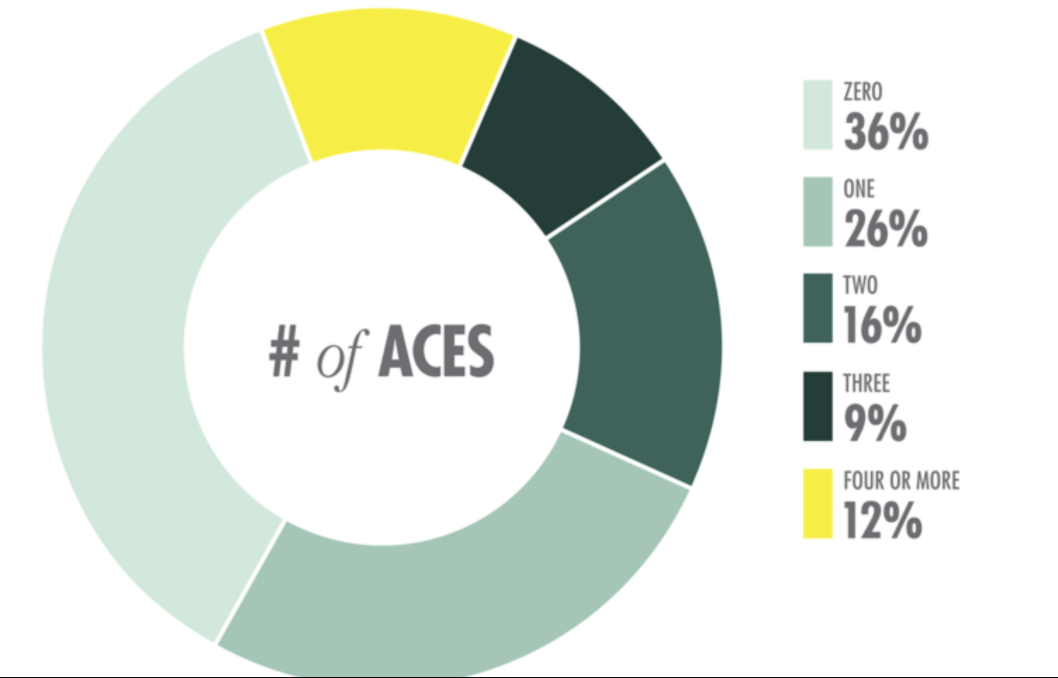 # of ACES
ZERO
36%
ONE
26%
TWO
16%
THREE
9%
FOUR OR MORE
12%